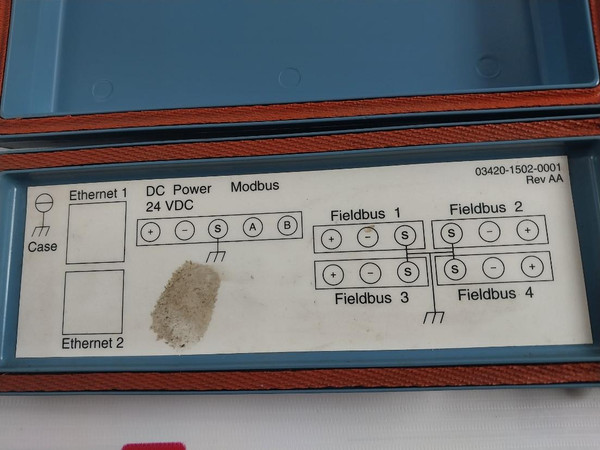 03420-1502-0001
Rev AA
Ethernet 1
DC Power Modbus
24 VDC
Case
+ − S A B
Fieldbus 1
+ − S
Fieldbus 2
S − +
+ − S
Fieldbus 3
S − +
Fieldbus 4
Ethernet 2